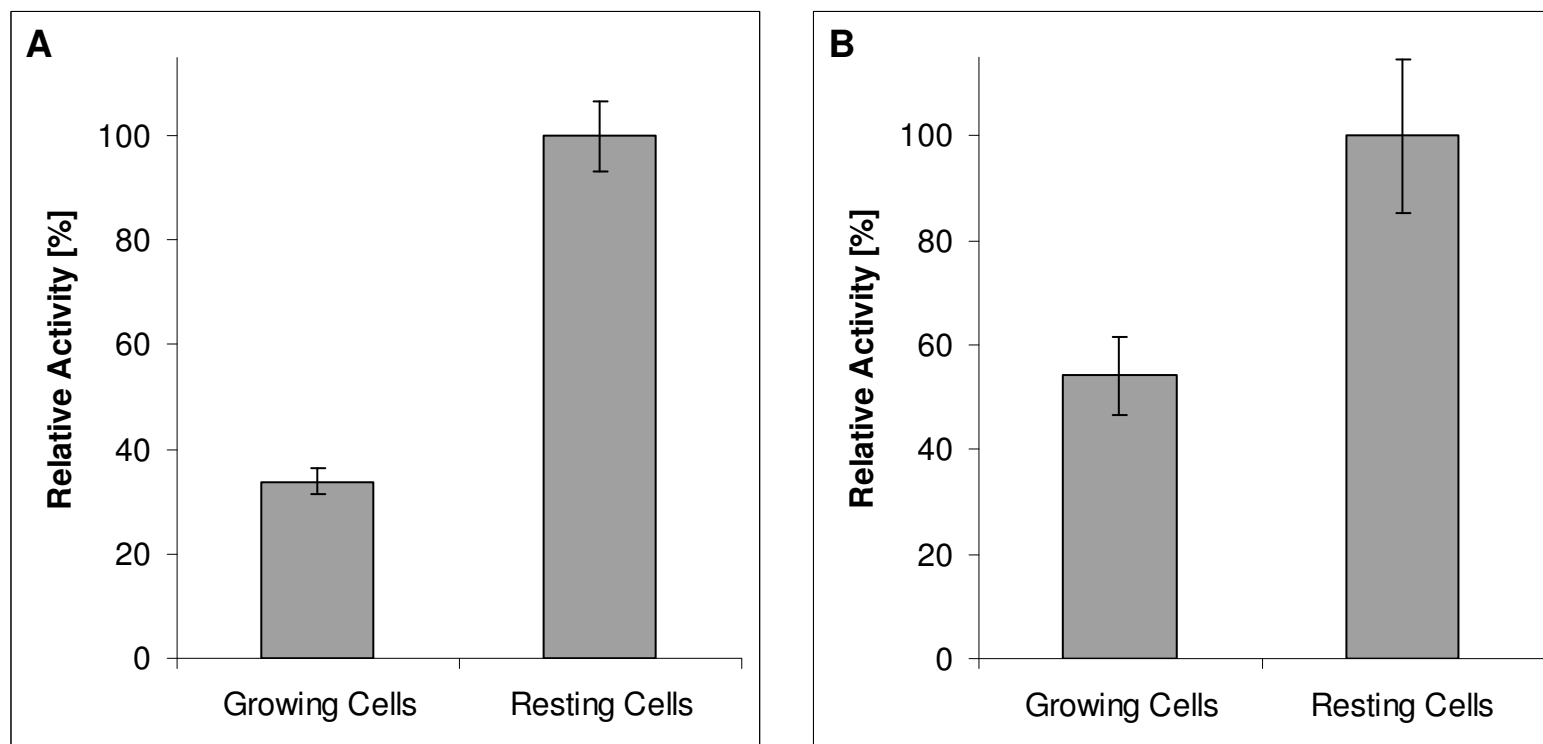 A
Relative Activity [%]
100
80
60
40
20
0
Growing Cells
Resting Cells
B
Relative Activity [%]
100
80
60
40
20
0
Growing Cells
Resting Cells